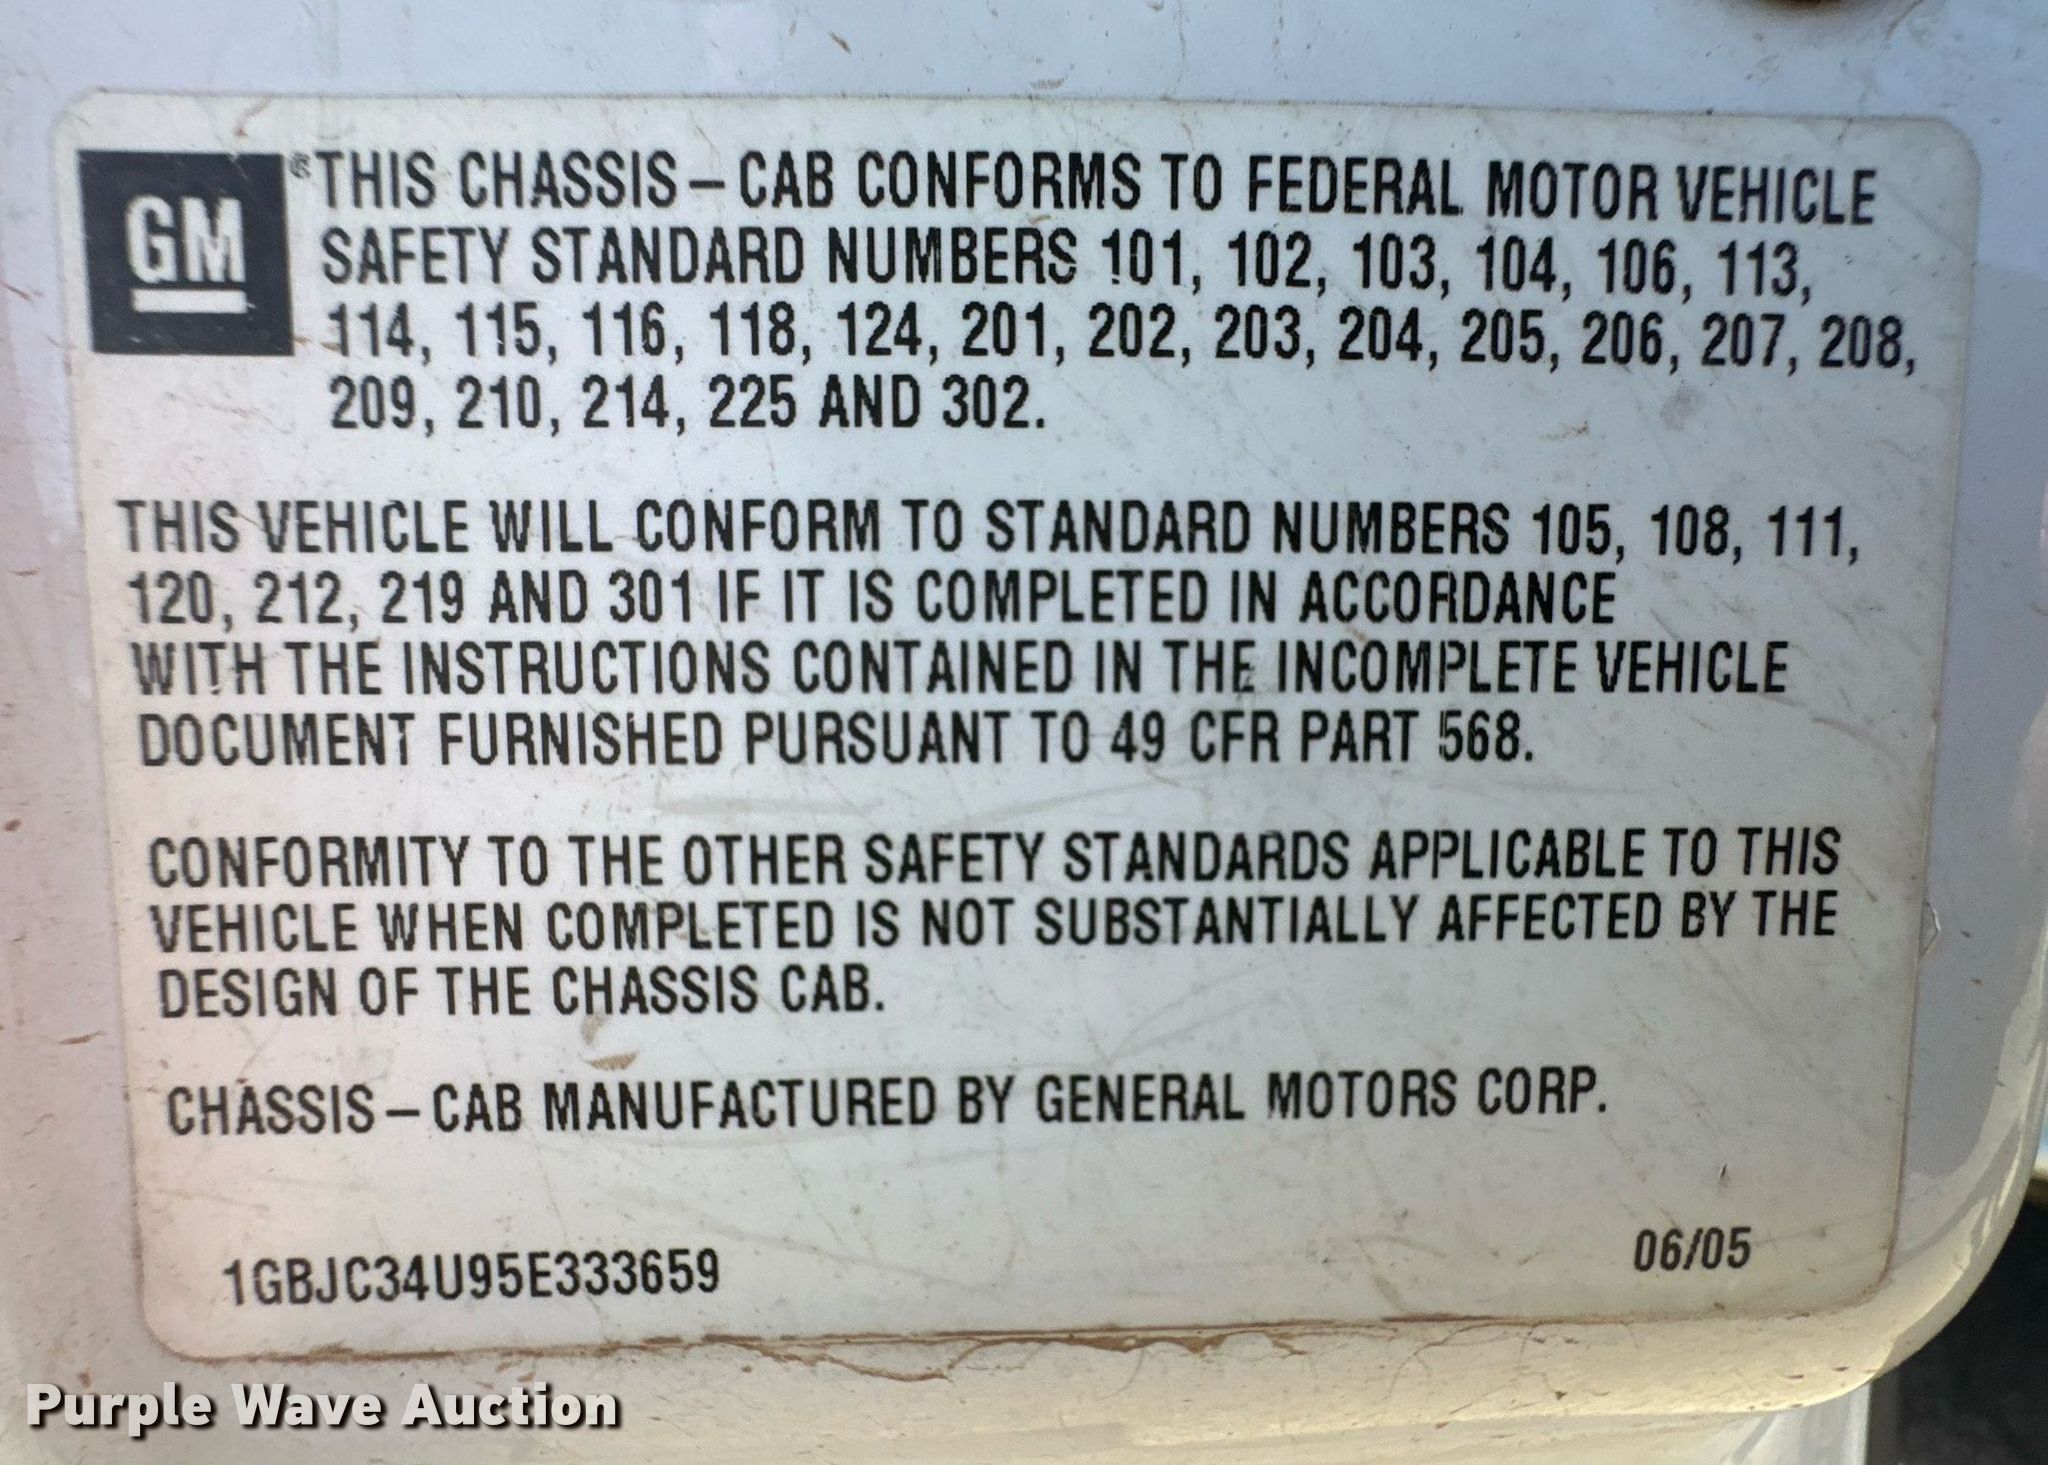 GM ® THIS CHASSIS – CAB CONFORMS TO FEDERAL MOTOR VEHICLE
SAFETY STANDARD NUMBERS 101, 102, 103, 104, 106, 113,
114, 115, 116, 118, 124, 201, 202, 203, 204, 205, 206, 207, 208,
209, 210, 214, 225 AND 302.
THIS VEHICLE WILL CONFORM TO STANDARD NUMBERS 105, 108, 111,
120, 212, 219 AND 301 IF IT IS COMPLETED IN ACCORDANCE
WITH THE INSTRUCTIONS CONTAINED IN THE INCOMPLETE VEHICLE
DOCUMENT FURNISHED PURSUANT TO 49 CFR PART 568.
CONFORMITY TO THE OTHER SAFETY STANDARDS APPLICABLE TO THIS
VEHICLE WHEN COMPLETED IS NOT SUBSTANTIALLY AFFECTED BY THE
DESIGN OF THE CHASSIS CAB.
CHASSIS – CAB MANUFACTURED BY GENERAL MOTORS CORP.
1GBJC34U95E333659 06/05
Purple Wave Auction